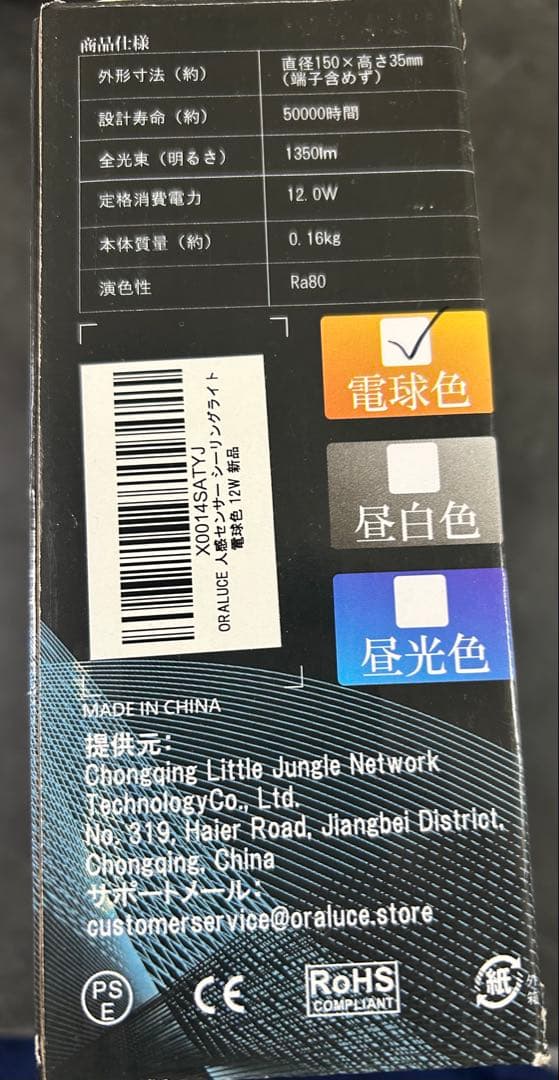 商品仕様
外形寸法（約） 直径150×高さ35mm
（端子含めず）
設計寿命（約） 50000時間
全光束（明るさ） 1350lm
定格消費電力 12.0W
本体質量（約） 0.16kg
演色性 Ra80
電球色
昼白色
昼光色
X0014SATYJ
ORALUCE 人感センサー シーリングライト
電球色 12W 新品
MADE IN CHINA
提供元:
Chongqing Little Jungle Network
TechnologyCo., Ltd.
No. 319, Haier Road, Jiangbei District,
Chongqing, China
サポートメール:
customerservice@oraluce.store
PS
E
CE
RoHS
COMPLIANT
紙
外箱